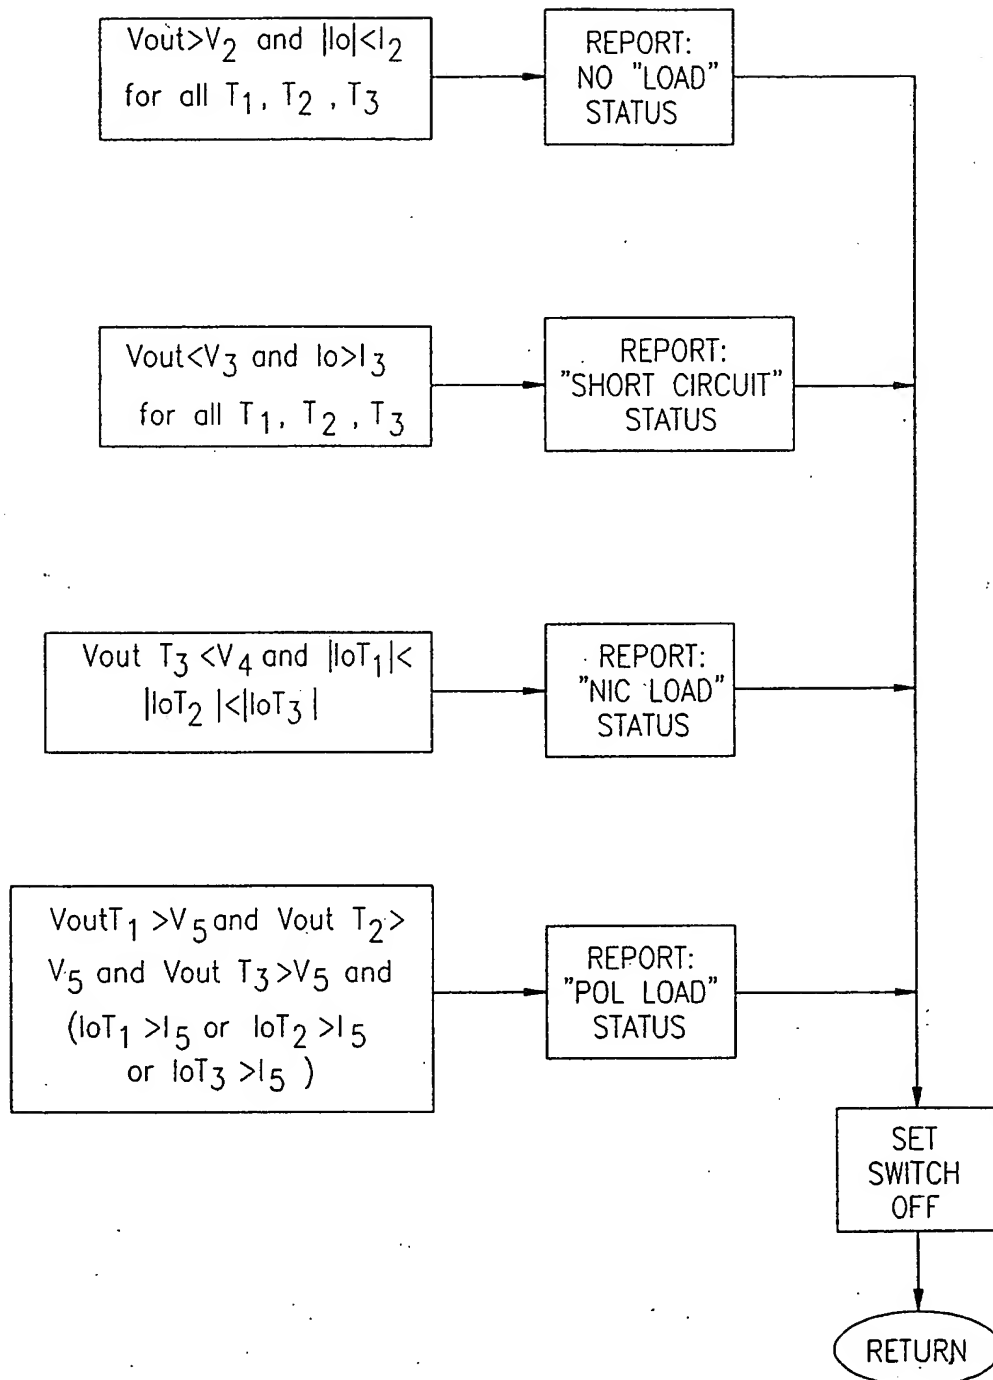 Vout>V2 and |Io|<I2
for all T1, T2, T3
REPORT:
NO "LOAD"
STATUS
Vout<V3 and Io>I3
for all T1, T2, T3
REPORT:
"SHORT CIRCUIT"
STATUS
Vout T3<V4 and |IoT1|<
|IoT2|<|IoT3|
REPORT:
"NIC LOAD"
STATUS
VoutT1>V5 and Vout T2>
V5 and Vout T3>V5 and
(IoT1>I5 or IoT2>I5
or IoT3>I5)
REPORT:
"POL LOAD"
STATUS
SET
SWITCH
OFF
RETURN